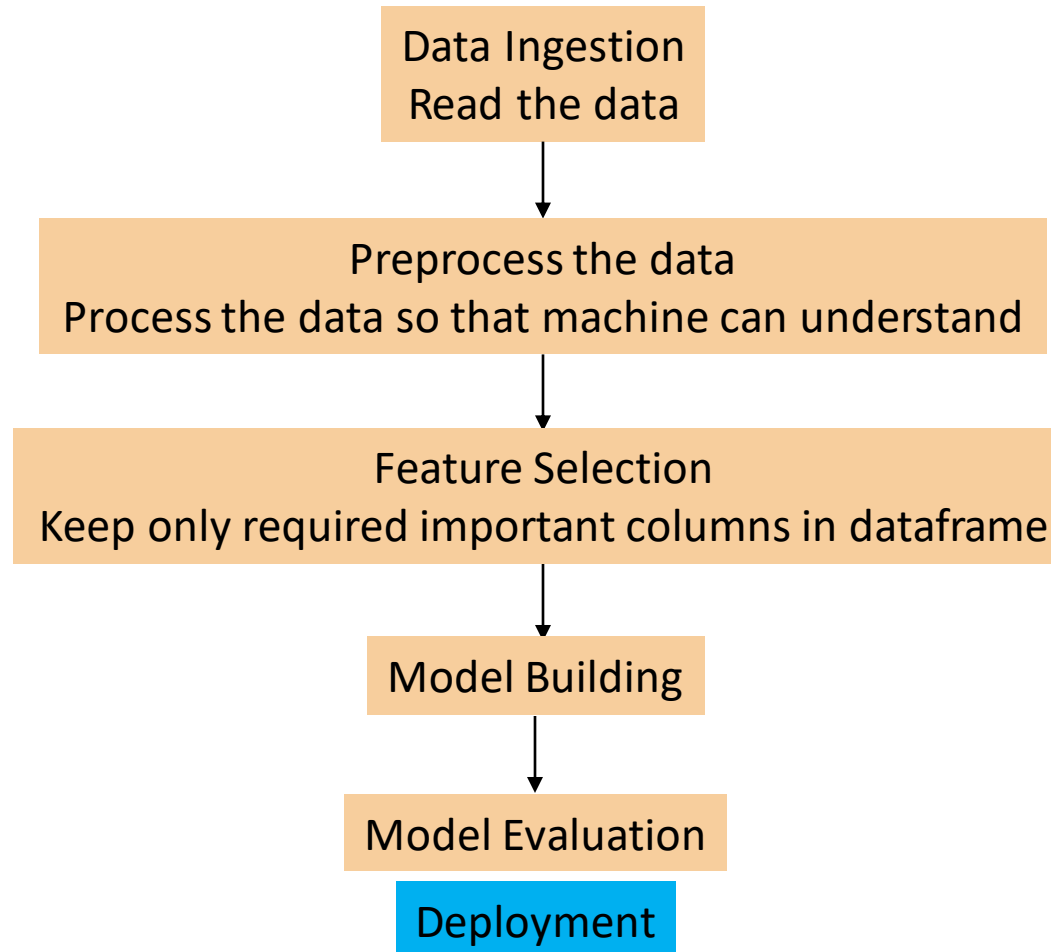 Data Ingestion
Read the data
Preprocess the data
Process the data so that machine can understand
Feature Selection
Keep only required important columns in dataframe
Model Building
Model Evaluation
Deployment